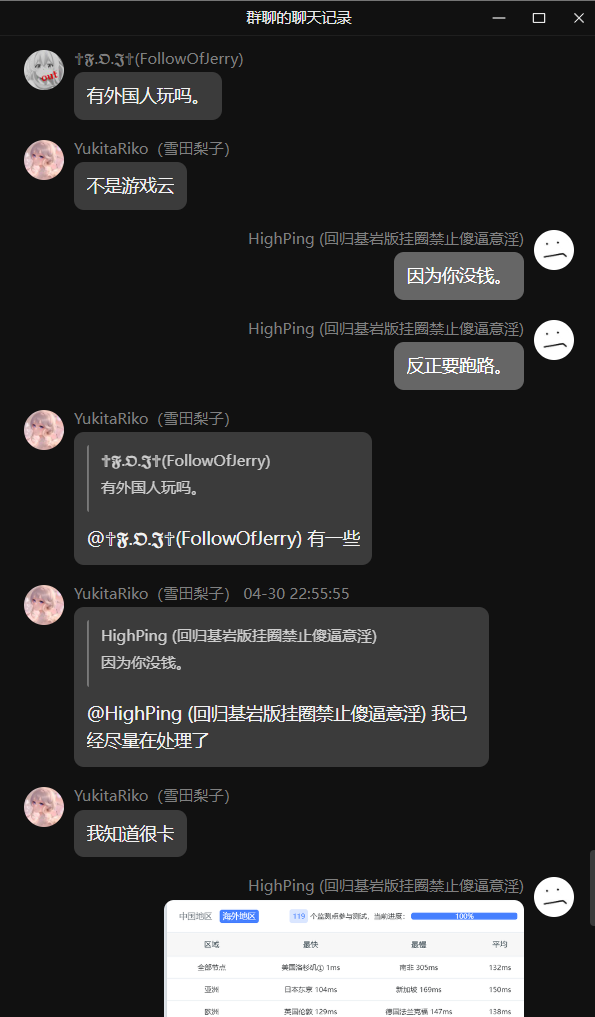 群聊的聊天记录
✝𝕱.𝕺.𝕵✝(FollowOfJerry)
有外国人玩吗。
YukitaRiko（雪田梨子）
不是游戏云
HighPing (回归基岩版挂圈禁止傻逼意淫)
因为你没钱。
HighPing (回归基岩版挂圈禁止傻逼意淫)
反正要跑路。
YukitaRiko（雪田梨子）
✝𝕱.𝕺.𝕵✝(FollowOfJerry)
有外国人玩吗。
@✝𝕱.𝕺.𝕵✝(FollowOfJerry) 有一些
YukitaRiko（雪田梨子） 04-30 22:55:55
HighPing (回归基岩版挂圈禁止傻逼意淫)
因为你没钱。
@HighPing (回归基岩版挂圈禁止傻逼意淫) 我已
经尽量在处理了
YukitaRiko（雪田梨子）
我知道很卡
HighPing (回归基岩版挂圈禁止傻逼意淫)
中国地区 海外地区 119 个监测点参与测试，当前进度： 100%
区域 最快 最慢 平均
全部节点 美国洛杉矶① 1ms 南非 305ms 132ms
亚洲 日本东京 104ms 新加坡 169ms 150ms
欧洲 英国伦敦 129ms 德国法兰克福 147ms 138ms
out